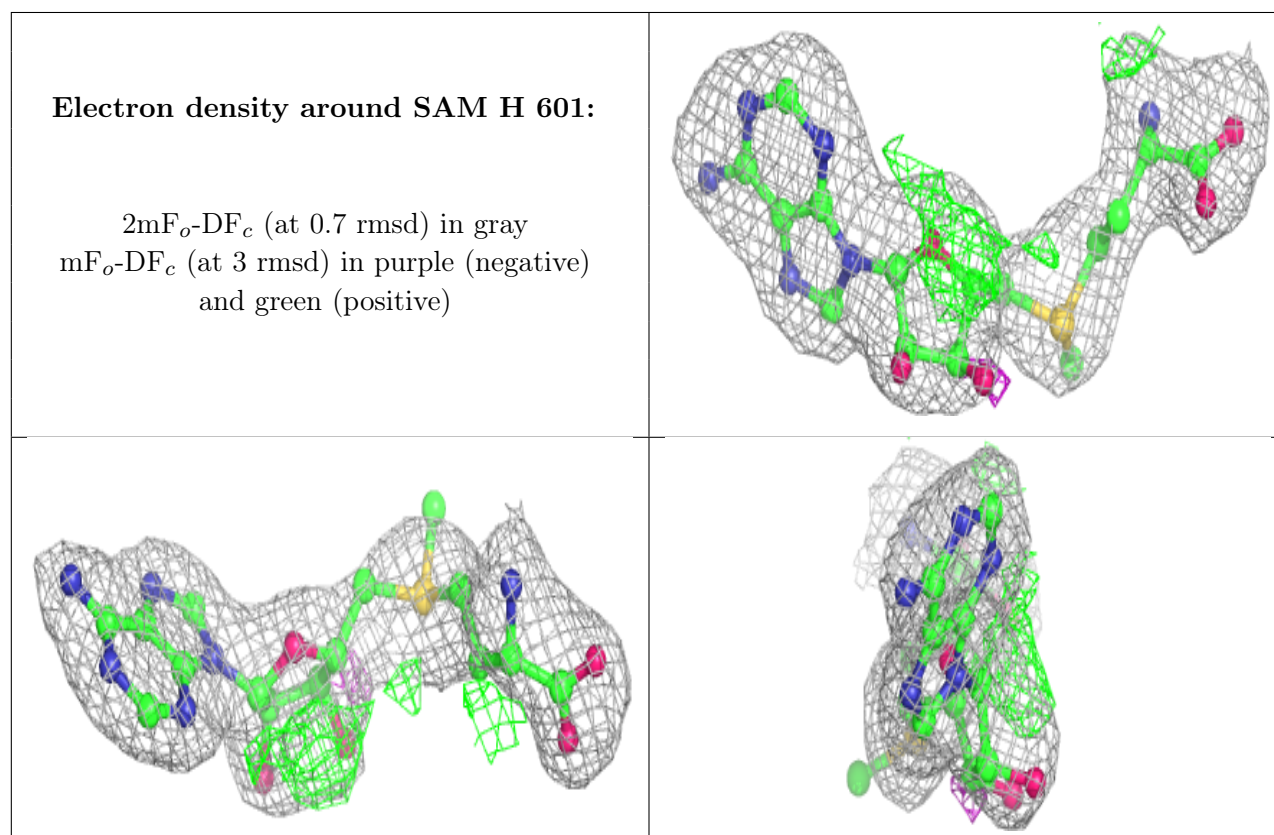 Electron density around SAM H 601:
2mFo-DFc (at 0.7 rmsd) in gray
mFo-DFc (at 3 rmsd) in purple (negative)
and green (positive)